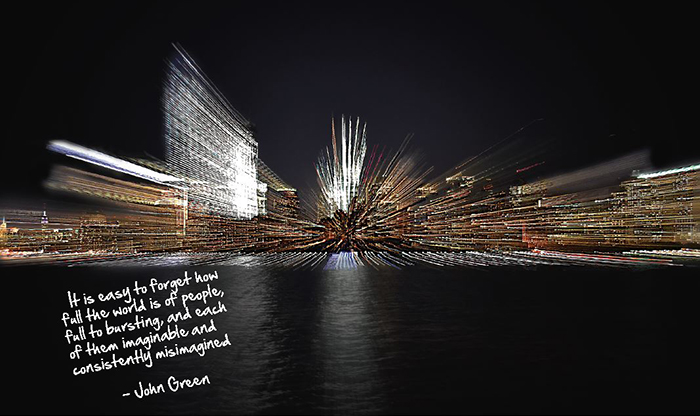 It is easy to forget how
full the world is of people,
full to bursting, and each
of them imaginable and
consistently misimagined
- John Green